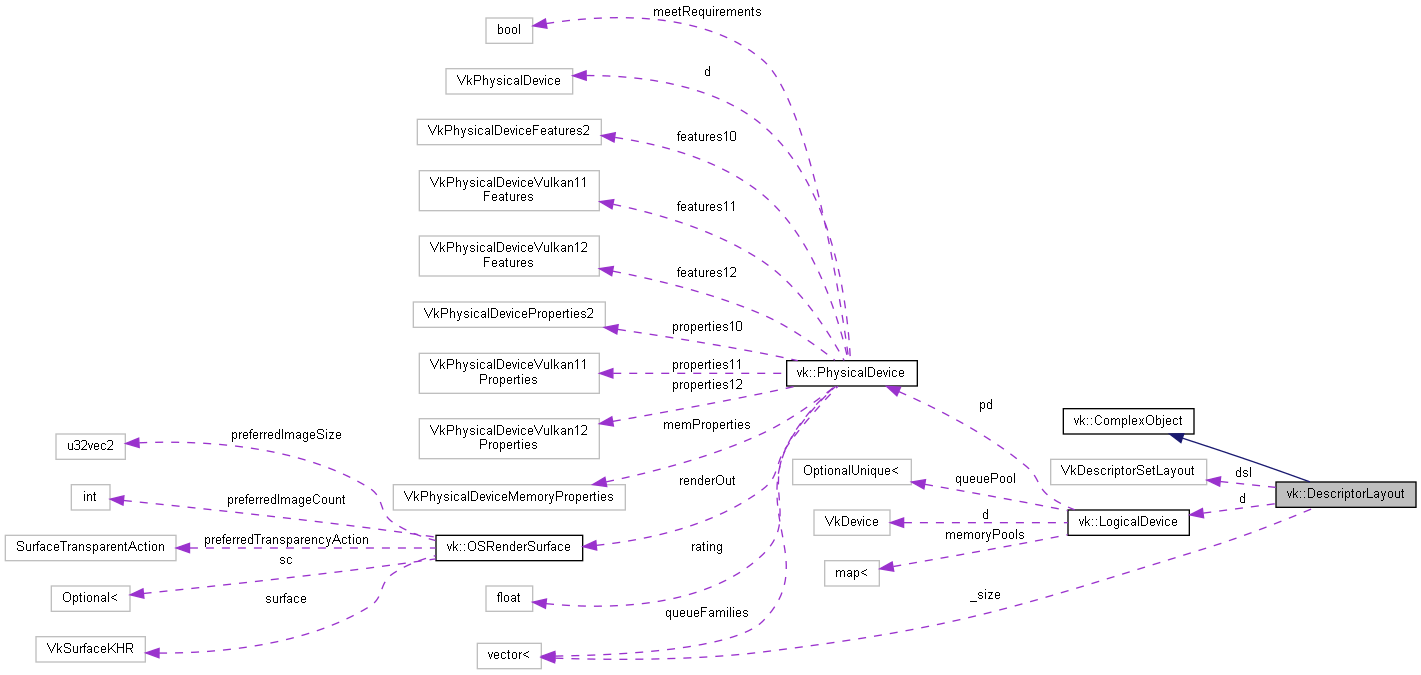 meetRequirements
bool
d
VkPhysicalDevice
VkPhysicalDeviceFeatures2
features10
VkPhysicalDeviceVulkan11
Features
features11
VkPhysicalDeviceVulkan12
Features
features12
VkPhysicalDeviceProperties2
properties10
VkPhysicalDeviceVulkan11
Properties
properties11
vk::PhysicalDevice
properties12
VkPhysicalDeviceVulkan12
Properties
pd
vk::ComplexObject
memProperties
preferredImageSize
u32vec2
OptionalUnique<
VkDescriptorSetLayout
dsl
queuePool
renderOut
VkPhysicalDeviceMemoryProperties
int
preferredImageCount
vk::DescriptorLayout
d
VkDevice
d
vk::LogicalDevice
memoryPools
SurfaceTransparentAction
preferredTransparencyAction
vk::OSRenderSurface
rating
sc
map<
Optional<
surface
float
_size
queueFamilies
VkSurfaceKHR
vector<